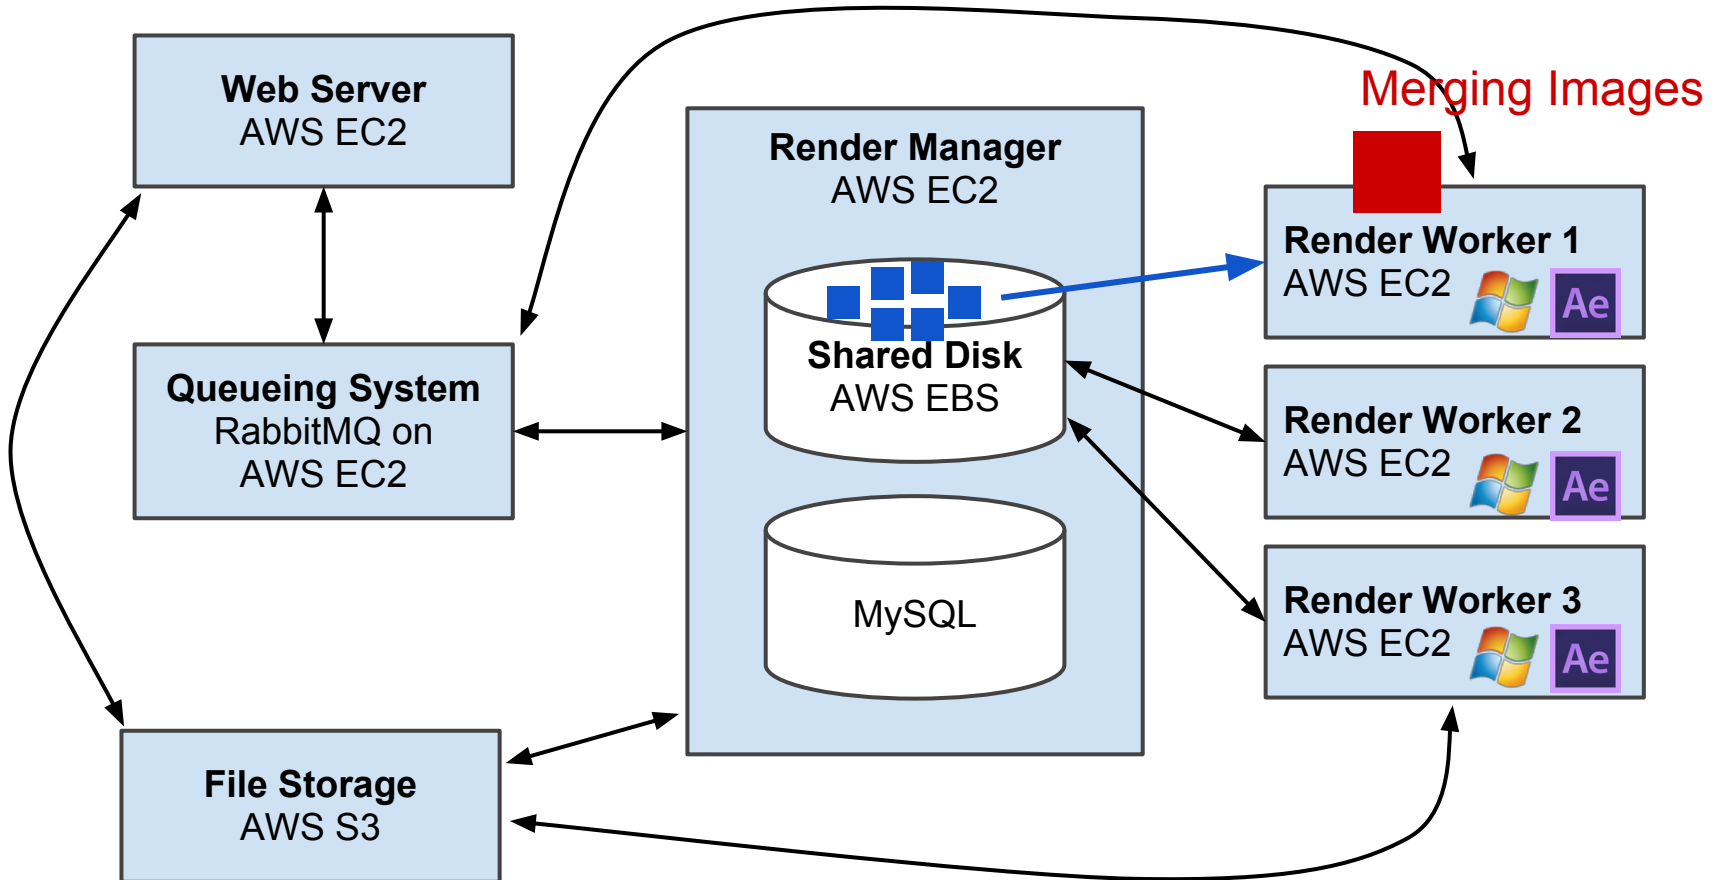 Web Server
AWS EC2
Merging Images
Render Manager
AWS EC2
Render Worker 1
AWS EC2
Ae
Shared Disk
AWS EBS
Queueing System
RabbitMQ on
AWS EC2
Render Worker 2
AWS EC2
Ae
MySQL
Render Worker 3
AWS EC2
Ae
File Storage
AWS S3